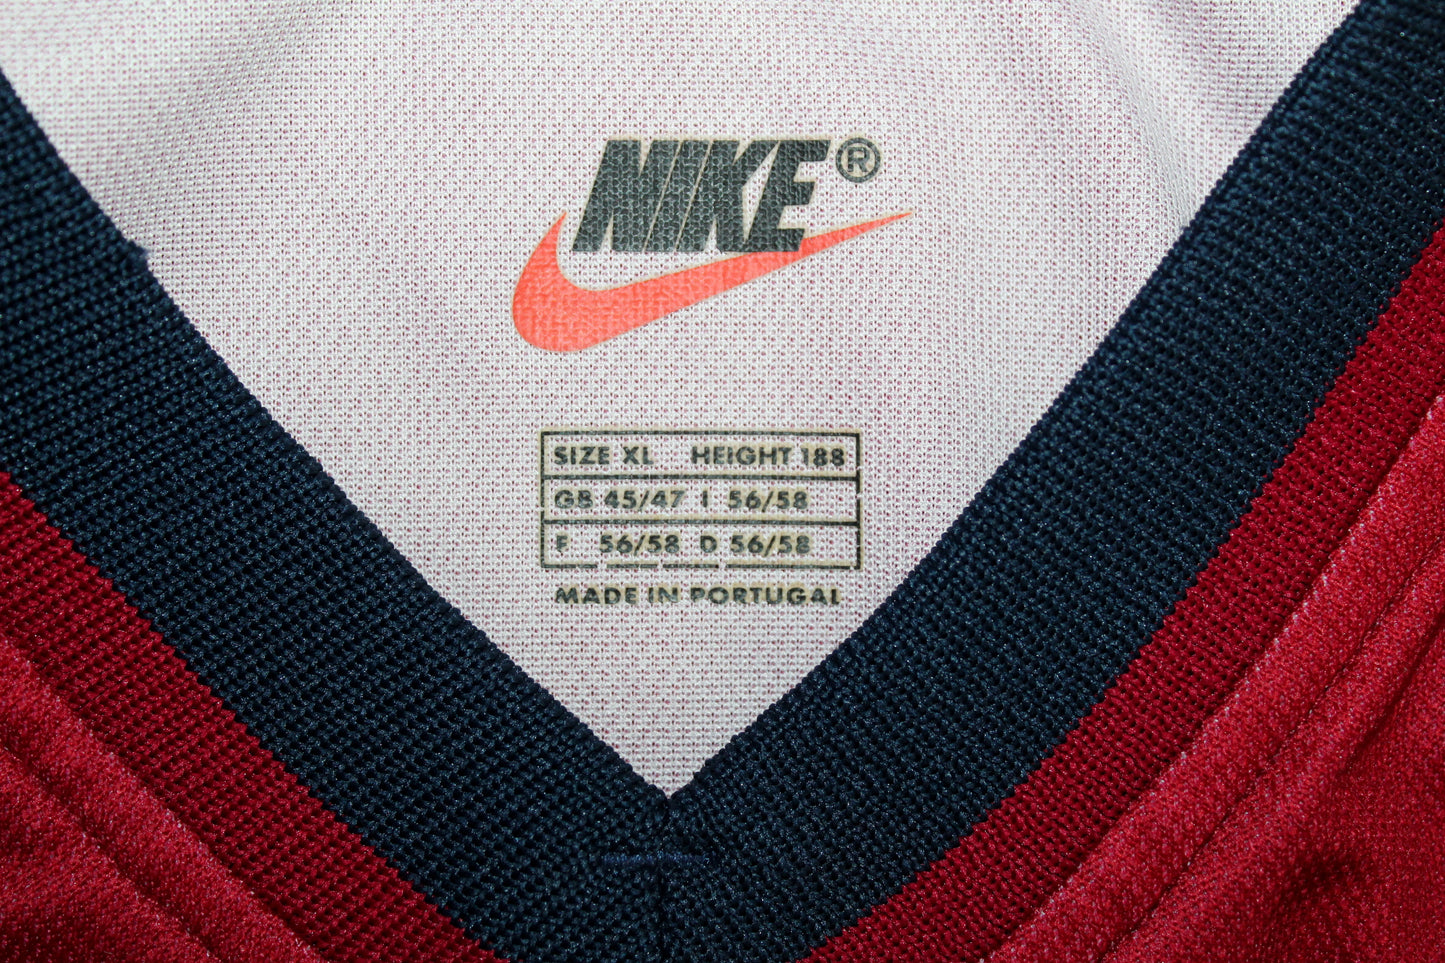 NIKE®
SIZE XL HEIGHT 188
GB 45/47 I 56/58
F 56/58 D 56/58
MADE IN PORTUGAL